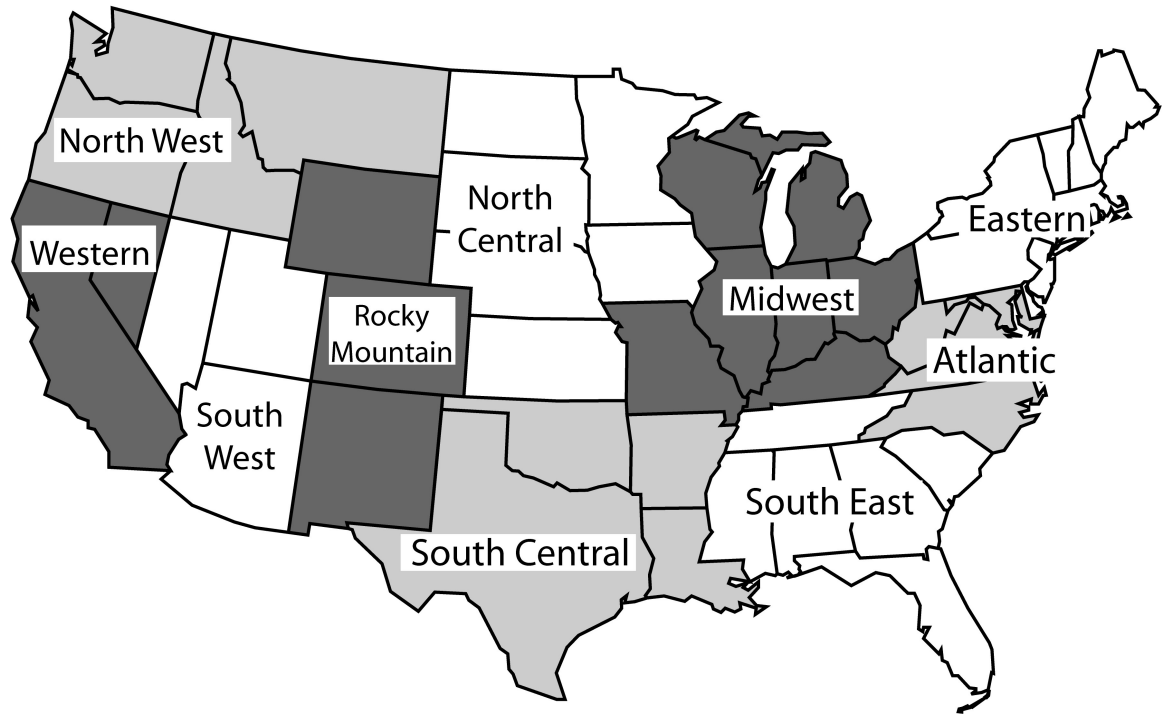 North West
North
Central
Eastern
Western
Midwest
Rocky
Mountain
Atlantic
South
West
South East
South Central